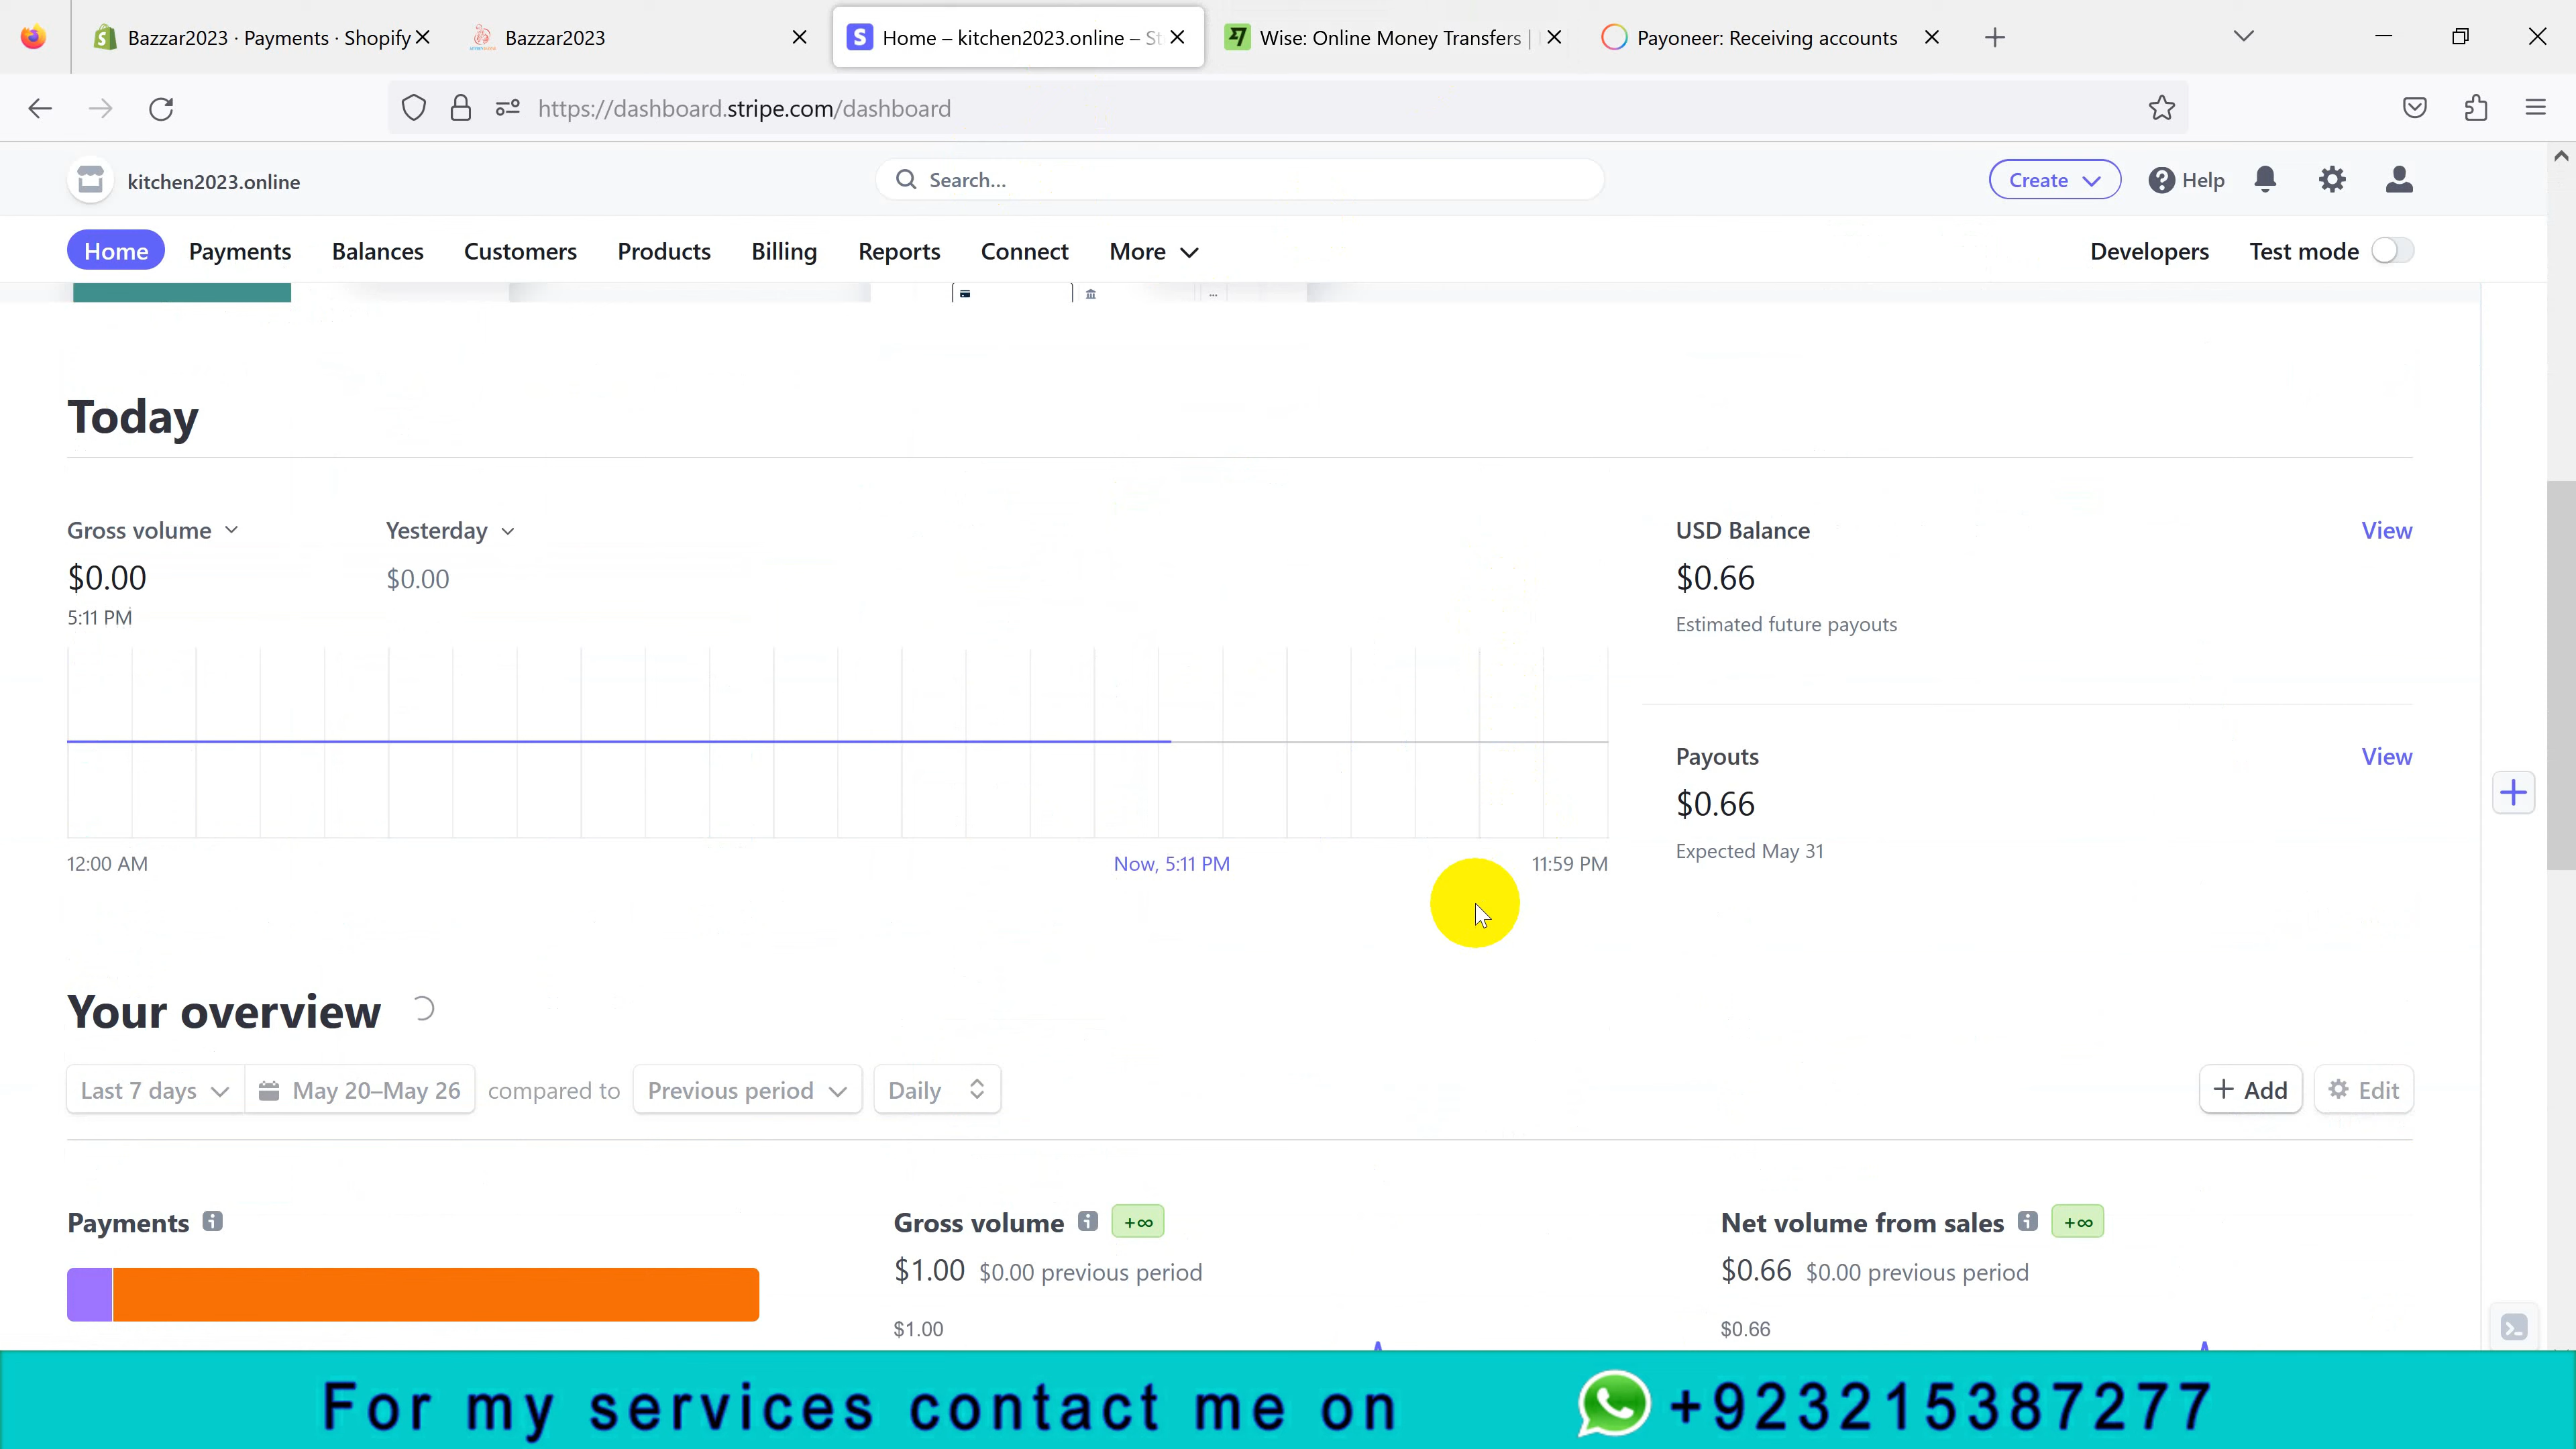 Bazzar2023 · Payments · Shopify
Bazzar2023
Home – kitchen2023.online – St
Wise: Online Money Transfers |
Payoneer: Receiving accounts
https://dashboard.stripe.com/dashboard
kitchen2023.online
Search...
Create
Help
Home
Payments
Balances
Customers
Products
Billing
Reports
Connect
More
Developers
Test mode
Today
Gross volume
Yesterday
USD Balance
View
$0.00
$0.00
$0.66
5:11 PM
Estimated future payouts
Payouts
View
$0.66
Expected May 31
12:00 AM
Now, 5:11 PM
11:59 PM
Your overview
Last 7 days
May 20–May 26
compared to
Previous period
Daily
+ Add
Edit
Payments
Gross volume
+∞
Net volume from sales
+∞
$1.00 $0.00 previous period
$0.66 $0.00 previous period
$1.00
$0.66
For my services contact me on
+923215387277